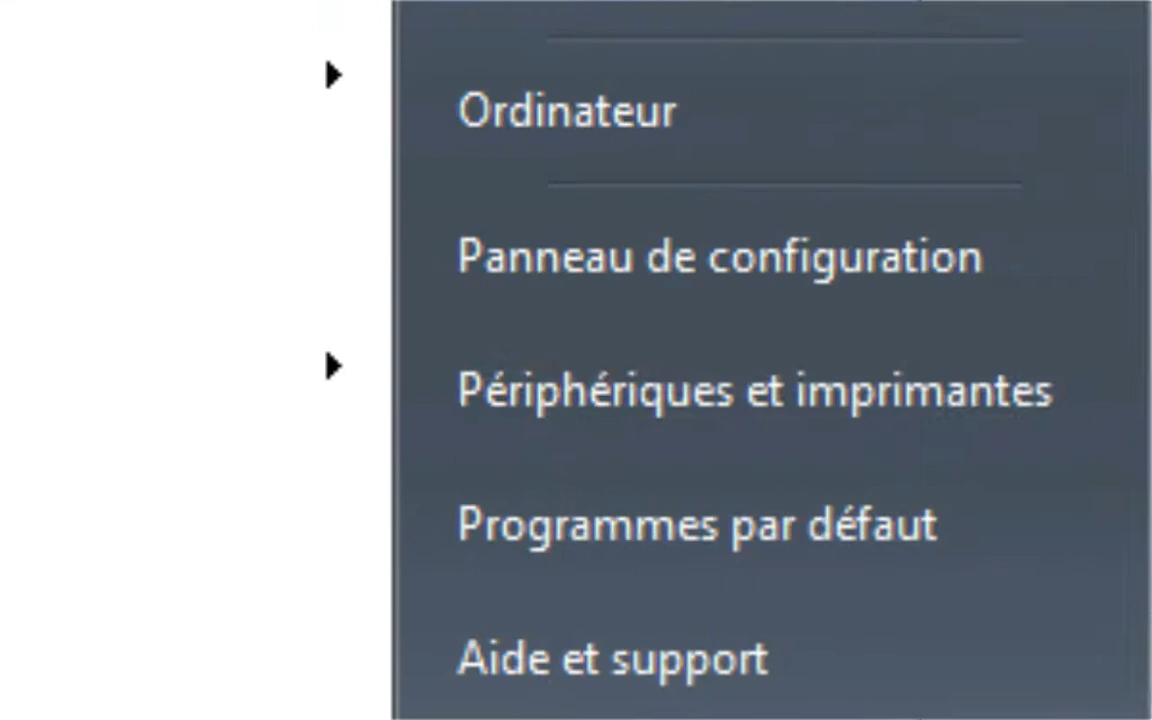 Ordinateur
Panneau de configuration
Périphériques et imprimantes
Programmes par défaut
Aide et support